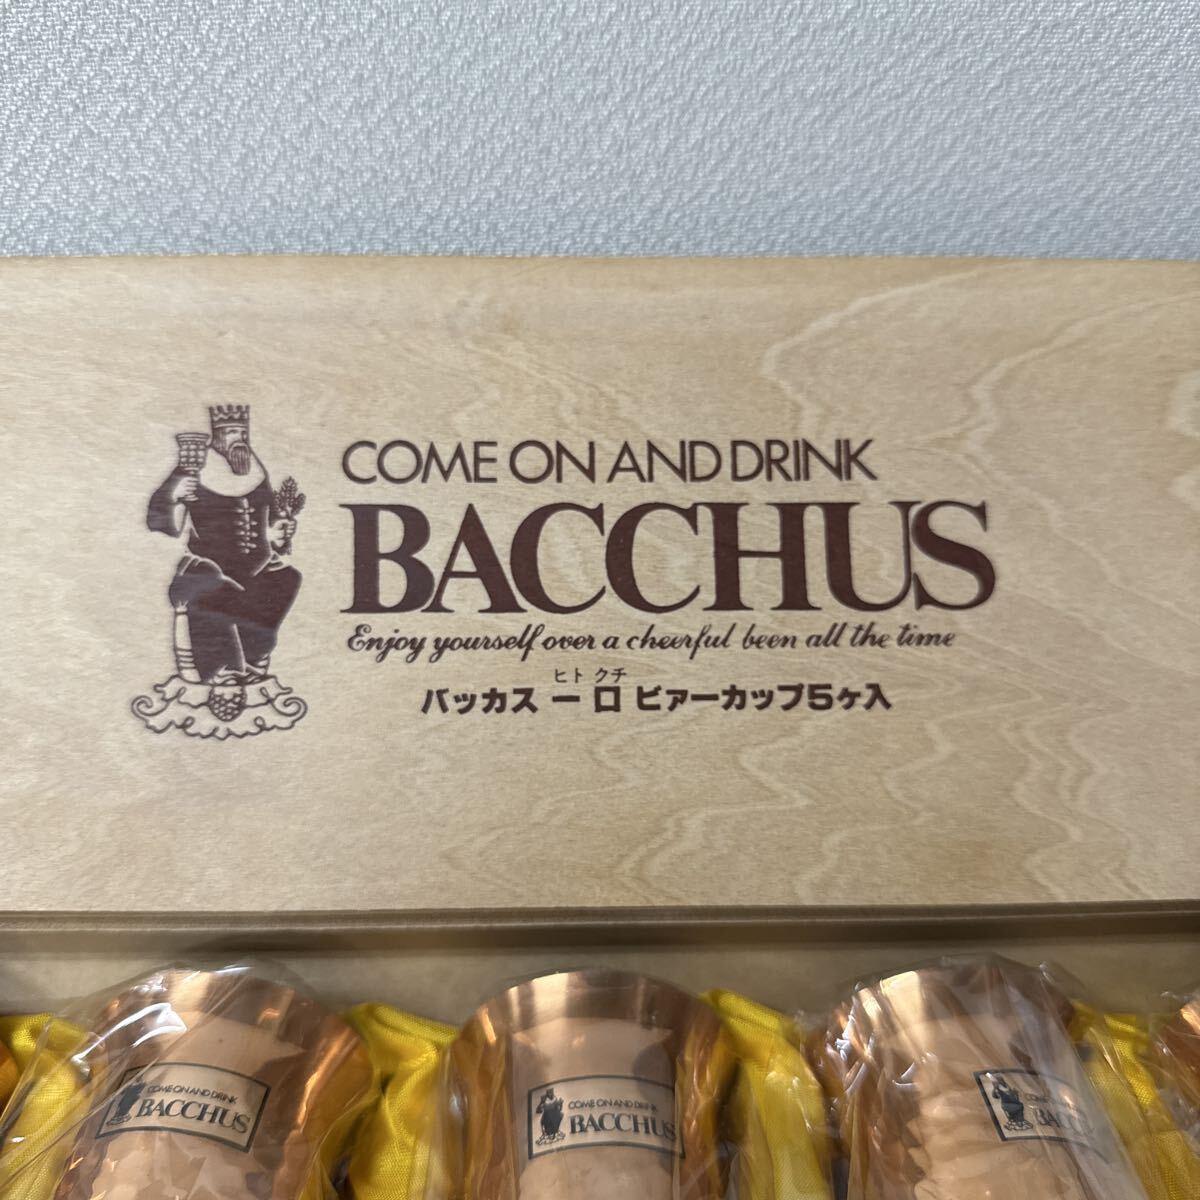 COME ON AND DRINK
BACCHUS
Enjoy yourself over a cheerful been all the time
ヒト クチ
バッカス 一口 ビァーカップ5ヶ入
COME ON AND DRINK
BACCHUS
COME ON AND DRINK
BACCHUS
COME ON AND DRINK
BACCHUS